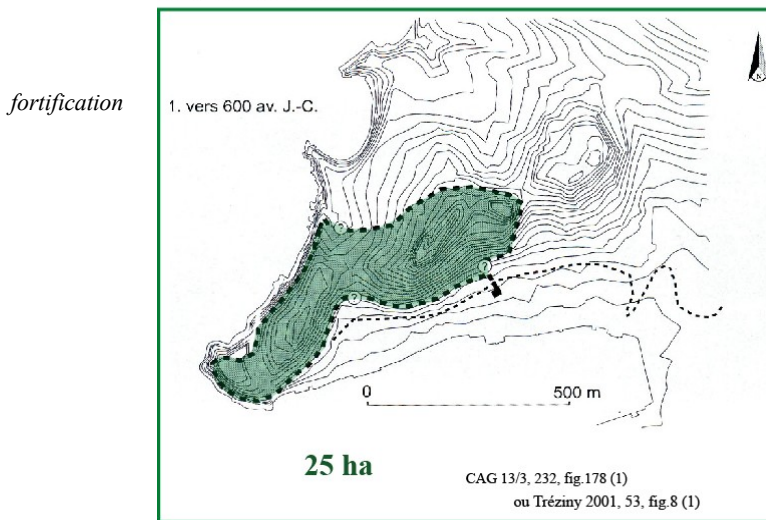 fortification
1. vers 600 av. J.-C.
N
?
?
?
0 500 m
25 ha
CAG 13/3, 232, fig.178 (1)
ou Tréziny 2001, 53, fig.8 (1)